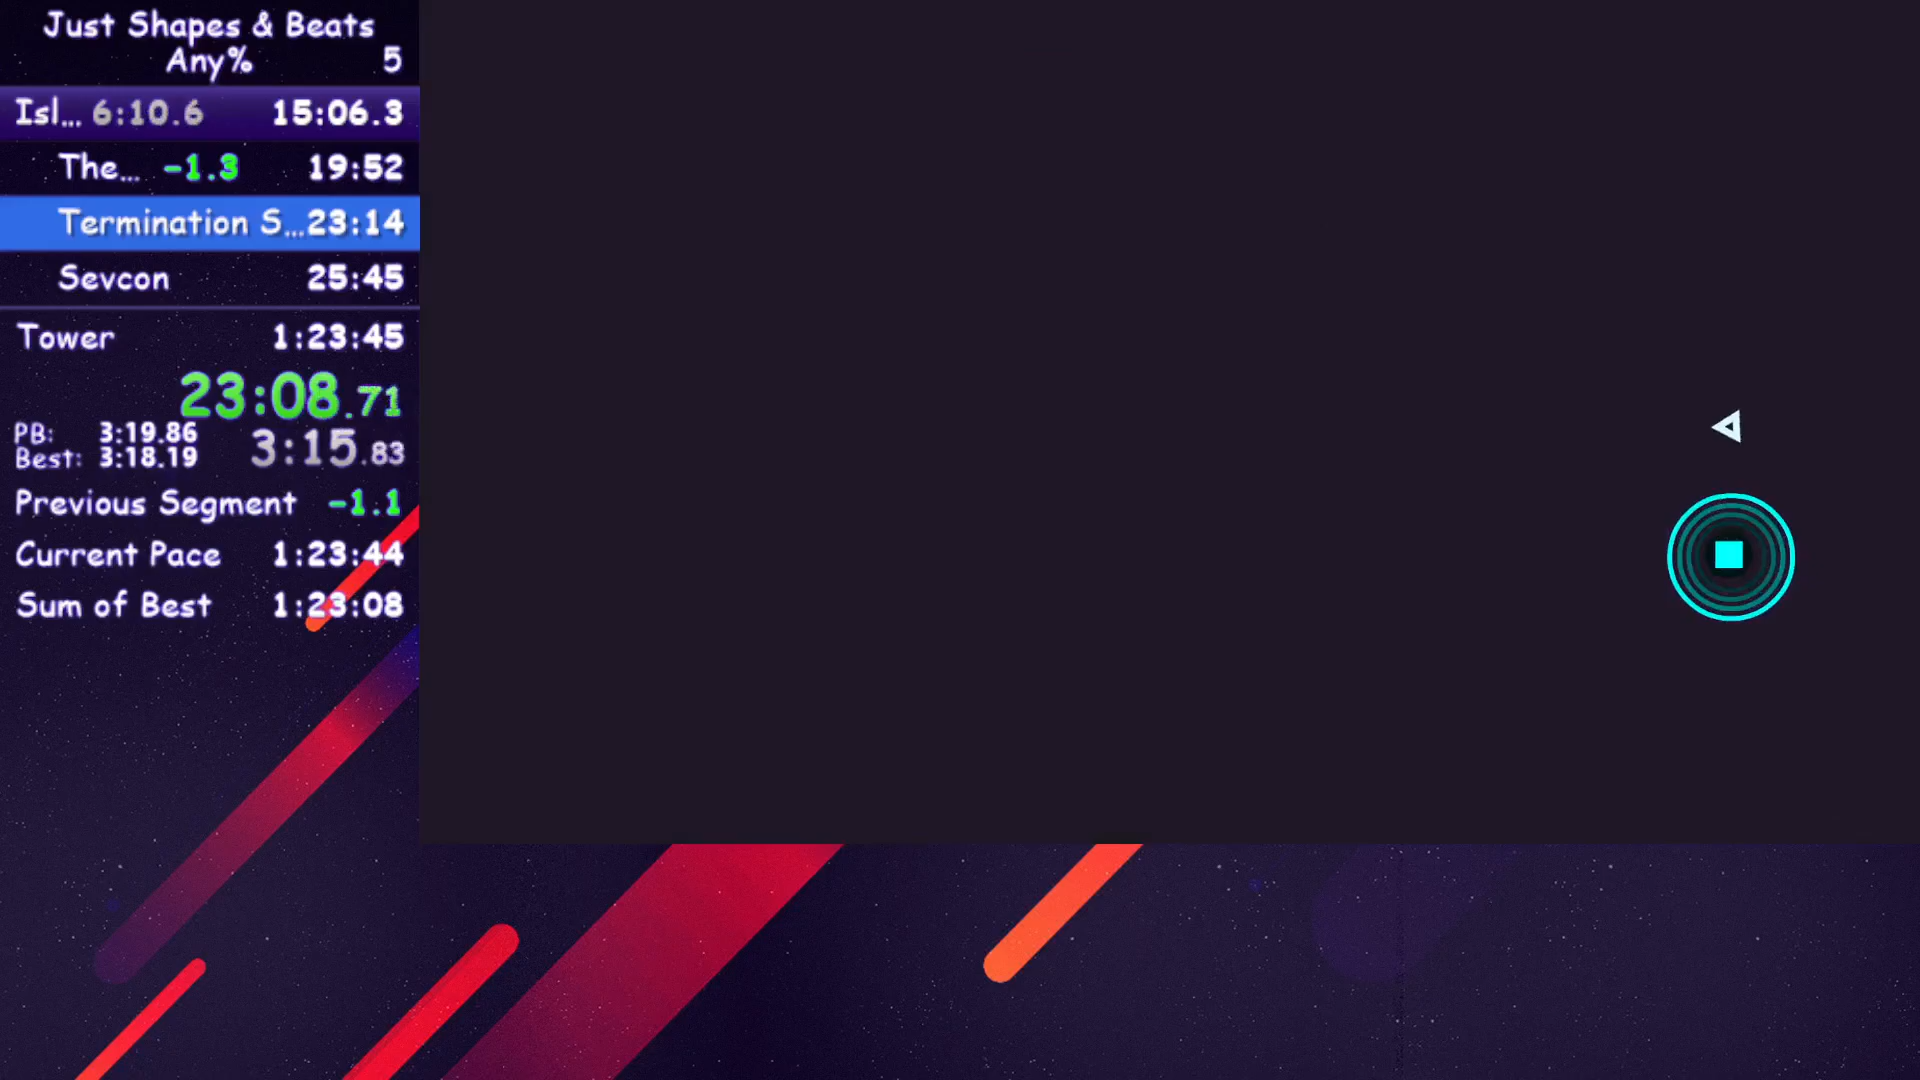 Just Shapes & Beats
Any% 5
Isl... 6:10.6 15:06.3
The... -1.3 19:52
Termination S... 23:14
Sevcon 25:45
Tower 1:23:45
23:08.71
PB: 3:19.86
Best: 3:18.19 3:15.83
Previous Segment -1.1
Current Pace 1:23:44
Sum of Best 1:23:08